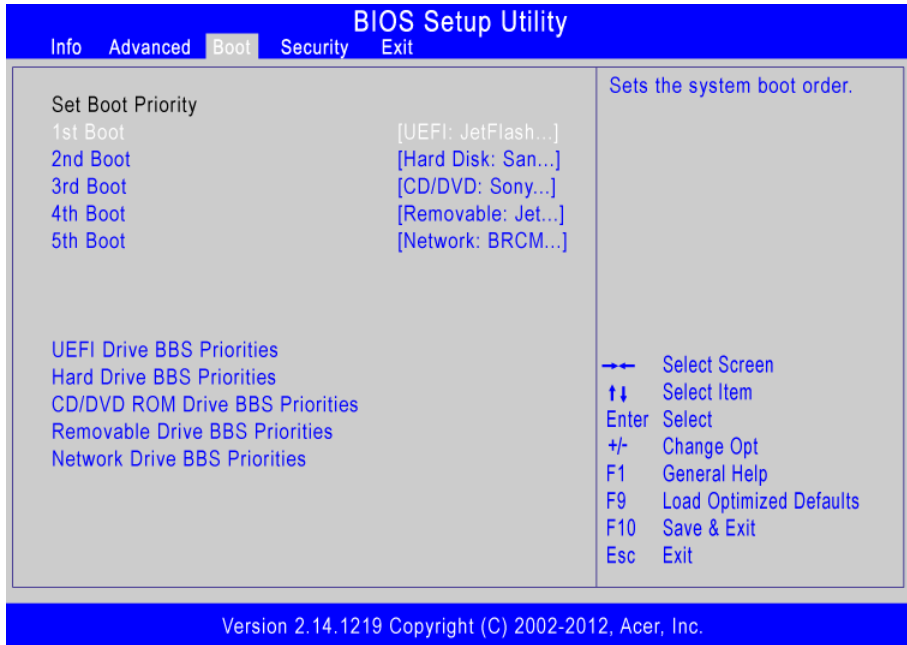 BIOS Setup Utility
Info Advanced Boot Security Exit
Set Boot Priority
1st Boot [UEFI: JetFlash...]
2nd Boot [Hard Disk: San...]
3rd Boot [CD/DVD: Sony...]
4th Boot [Removable: Jet...]
5th Boot [Network: BRCM...]
UEFI Drive BBS Priorities
Hard Drive BBS Priorities
CD/DVD ROM Drive BBS Priorities
Removable Drive BBS Priorities
Network Drive BBS Priorities
Sets the system boot order.
→← Select Screen
↑↓ Select Item
Enter Select
+/- Change Opt
F1 General Help
F9 Load Optimized Defaults
F10 Save & Exit
Esc Exit
Version 2.14.1219 Copyright (C) 2002-2012, Acer, Inc.